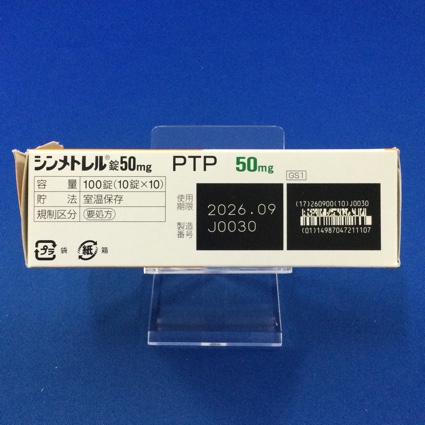 シンメトレル®錠50mg PTP 50mg
容量 100錠(10錠×10)
貯法 室温保存
規制区分 要処方
使用期限 2026.09
製造番号 J0030
GS1
(17)260900(10)J0030
(01)14987047211107
プラ 袋 紙 箱